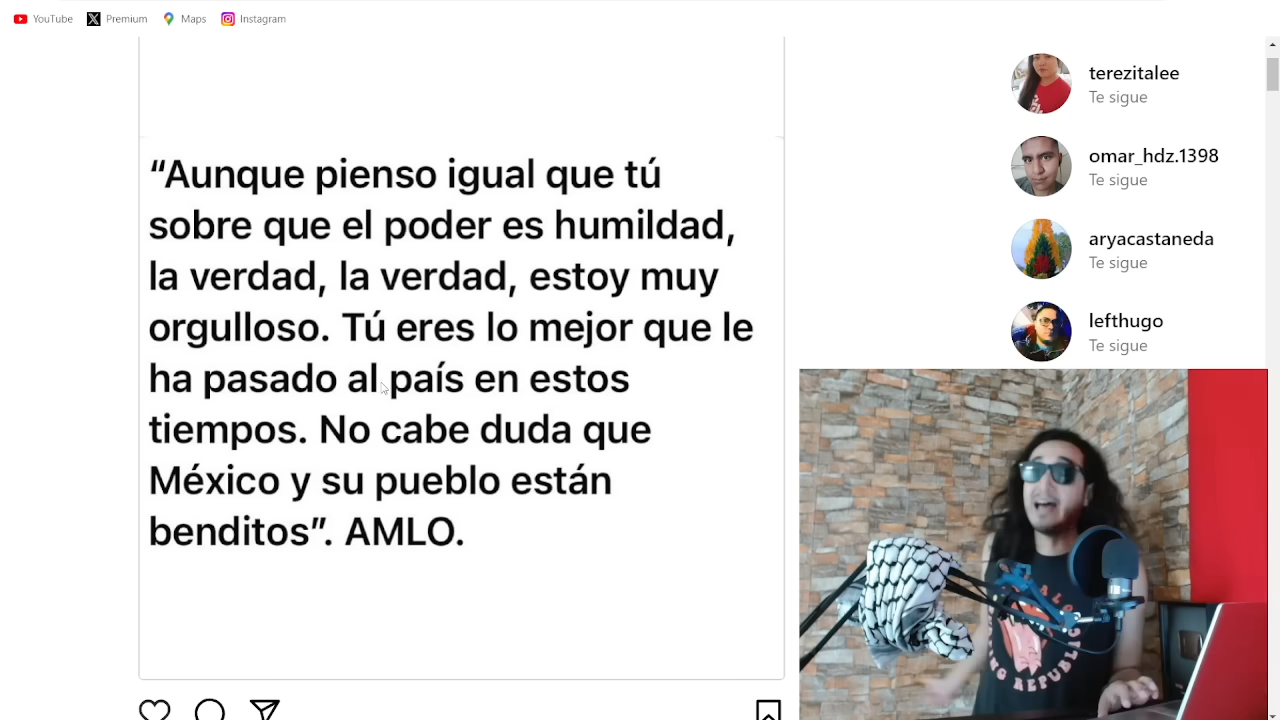 YouTube
Premium
Maps
Instagram
“Aunque pienso igual que tú
sobre que el poder es humildad,
la verdad, la verdad, estoy muy
orgulloso. Tú eres lo mejor que le
ha pasado al país en estos
tiempos. No cabe duda que
México y su pueblo están
benditos”. AMLO.
terezitalee
Te sigue
omar_hdz.1398
Te sigue
aryacastaneda
Te sigue
lefthugo
Te sigue